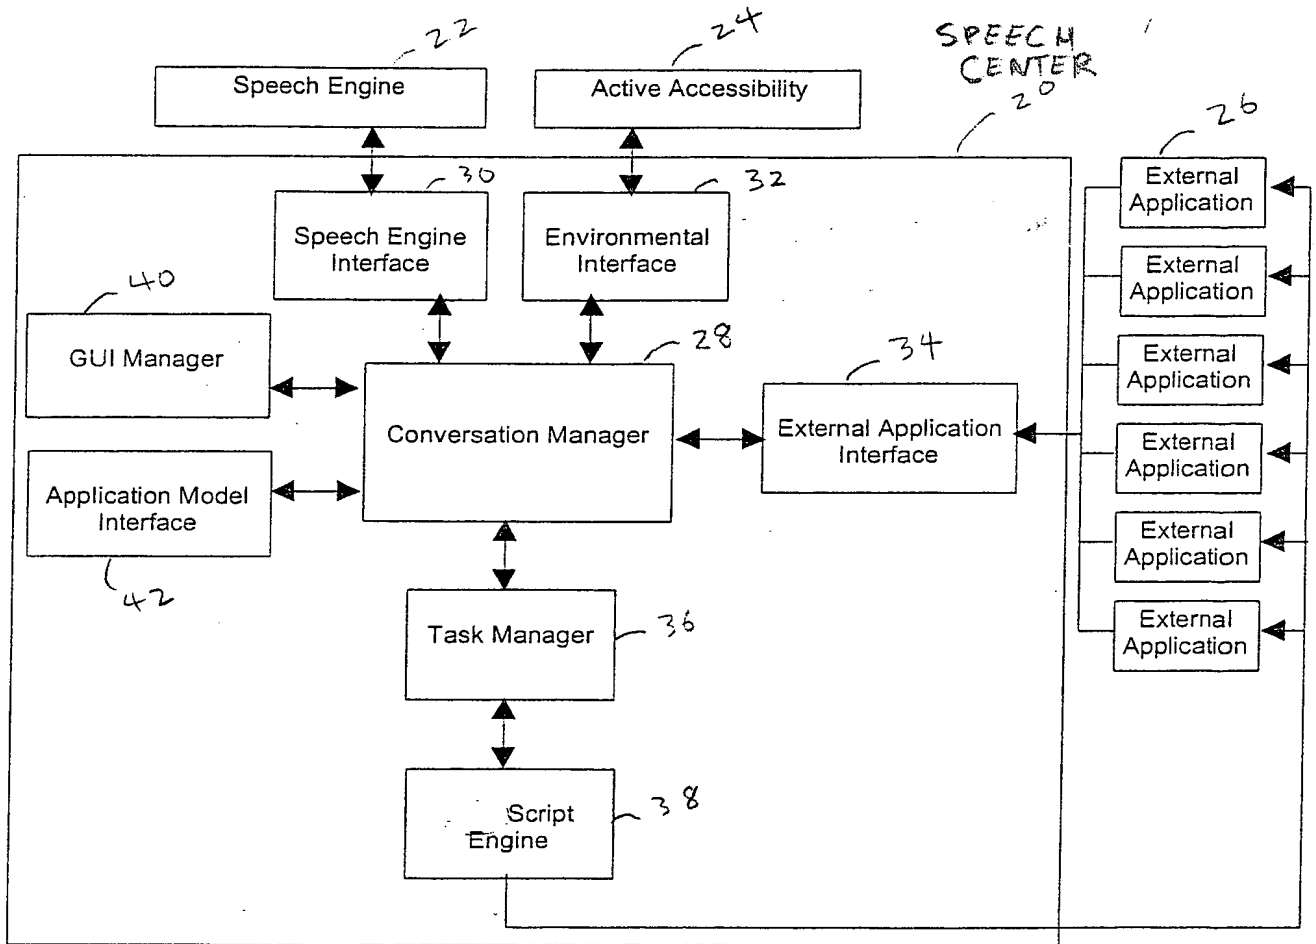 SPEECH
CENTER
22
24
20
26
Speech Engine
Active Accessibility
30
32
Speech Engine
Interface
Environmental
Interface
External
Application
External
Application
40
GUI Manager
28
34
Conversation Manager
External Application
Interface
External
Application
External
Application
Application Model
Interface
42
External
Application
Task Manager
36
External
Application
Script
Engine
38